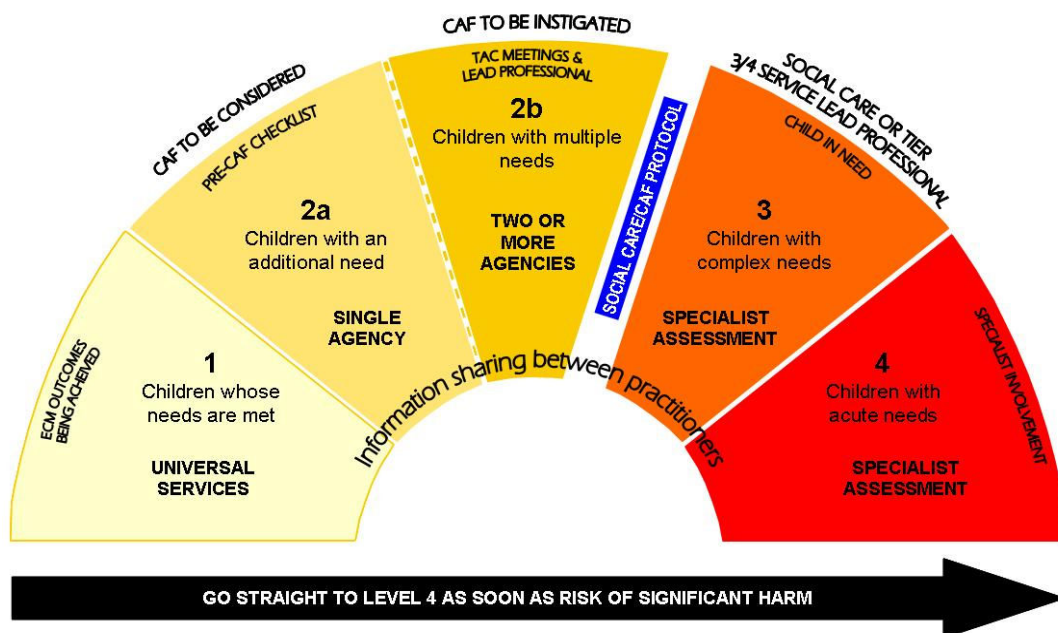 CAF TO BE INSTIGATED
TAC MEETINGS &
LEAD PROFESSIONAL
2b
Children with multiple
needs
TWO OR
MORE
AGENCIES
CAF TO BE CONSIDERED
PRE-CAF CHECKLIST
2a
Children with an
additional need
SINGLE
AGENCY
SOCIAL CARE/CAF PROTOCOL
SOCIAL CARE OR TIER
3/4 SERVICE LEAD PROFESSIONAL
CHILD IN NEED
3
Children with
complex needs
SPECIALIST
ASSESSMENT
ECM OUTCOMES
BEING ACHEIVED
1
Children whose
needs are met
UNIVERSAL
SERVICES
Information sharing between practitioners
SPECIALIST INVOLVEMENT
4
Children with
acute needs
SPECIALIST
ASSESSMENT
GO STRAIGHT TO LEVEL 4 AS SOON AS RISK OF SIGNIFICANT HARM